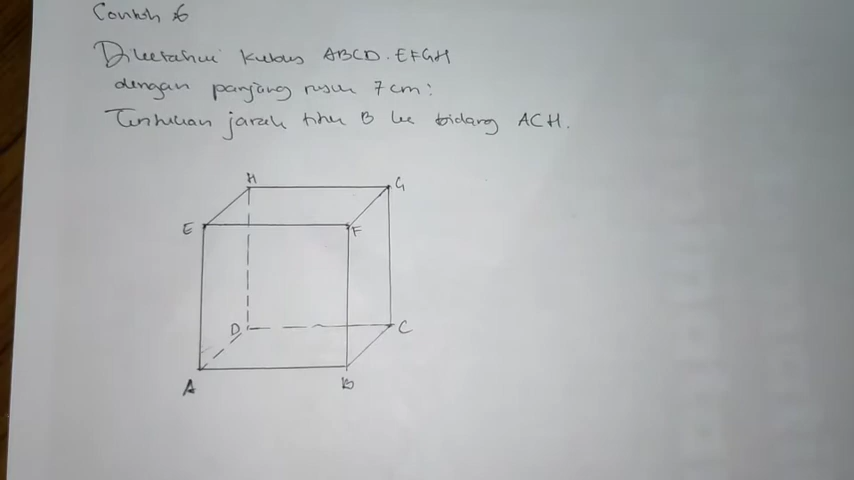 Contoh 6
Diketahui kubus ABCD.EFGH
dengan panjang rusuk 7 cm.
Tentukan jarak titik B ke bidang ACH.
H
G
E
F
D
C
A
B